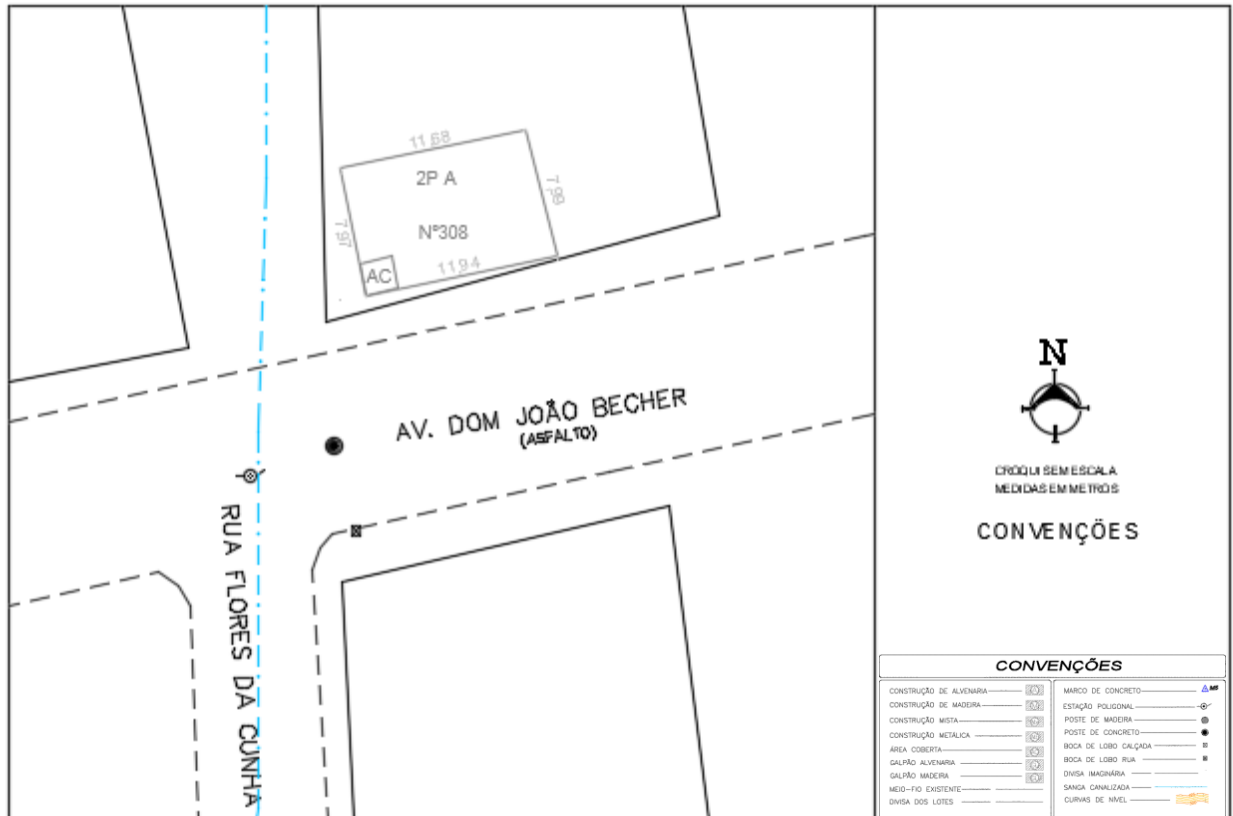 11,68
2P A
7,98
7,97
N°308
AC
11,94
AV. DOM JOÃO BECHER
(ASFALTO)
RUA FLORES DA CUNHA
N
CROQUI SEM ESCALA
MEDIDAS EM METROS
CONVENÇÕES
CONVENÇÕES
CONSTRUÇÃO DE ALVENARIA
CONSTRUÇÃO DE MADEIRA
CONSTRUÇÃO MISTA
CONSTRUÇÃO METÁLICA
ÁREA COBERTA
GALPÃO ALVENARIA
GALPÃO MADEIRA
MEIO-FIO EXISTENTE
DIVISA DOS LOTES
MARCO DE CONCRETO
ESTAÇÃO POLIGONAL
POSTE DE MADEIRA
POSTE DE CONCRETO
BOCA DE LOBO CALÇADA
BOCA DE LOBO RUA
DIVISA IMAGINÁRIA
SANGA CANALIZADA
CURVAS DE NIVEL